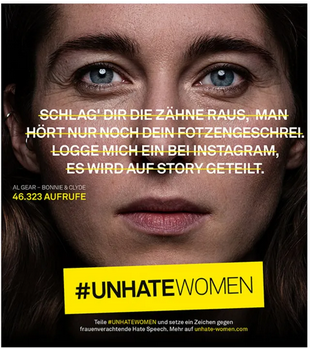 SCHLAG' DIR DIE ZÄHNE RAUS, MAN
HÖRT NUR NOCH DEIN FOTZENGESCHREI.
LOGGE MICH EIN BEI INSTAGRAM,
ES WIRD AUF STORY GETEILT.
AL GEAR – BONNIE & CLYDE
46.323 AUFRUFE
#UNHATEWOMEN
Teile #UNHATEWOMEN und setze ein Zeichen gegen
frauenverachtende Hate Speech. Mehr auf unhate-women.com